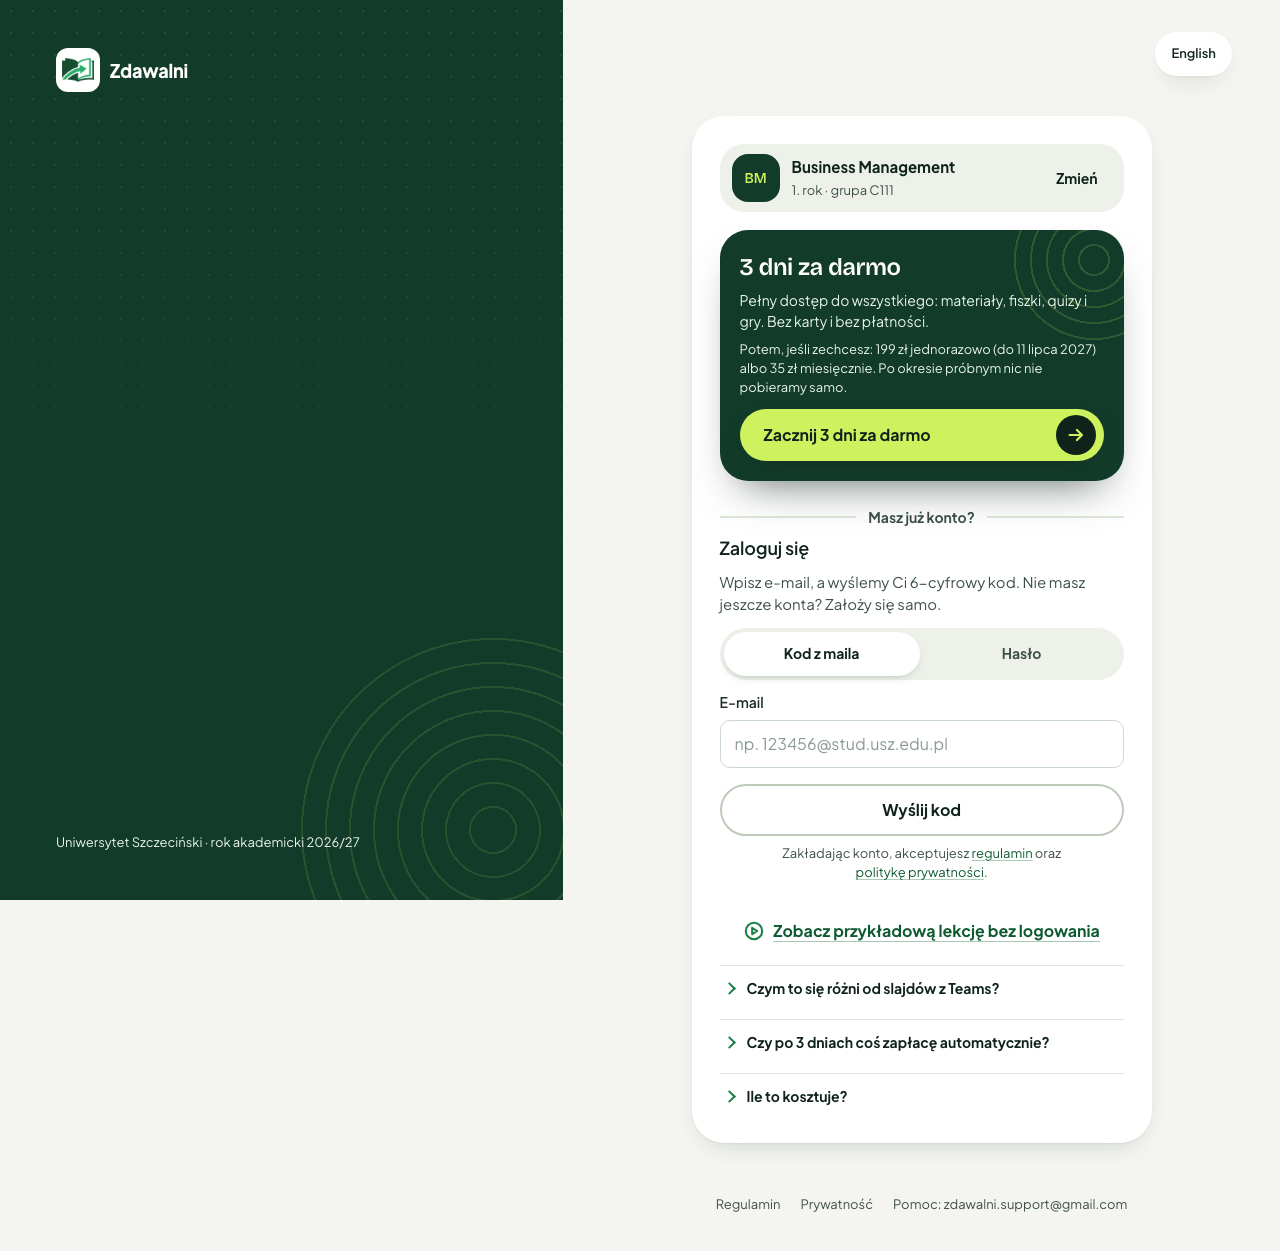 Zdawalni
English
BM
Business Management
1. rok · grupa C111
Zmień
3 dni za darmo
Pełny dostęp do wszystkiego: materiały, fiszki, quizy i
gry. Bez karty i bez płatności.
Potem, jeśli zechcesz: 199 zł jednorazowo (do 11 lipca 2027)
albo 35 zł miesięcznie. Po okresie próbnym nic nie
pobieramy samo.
Zacznij 3 dni za darmo
Masz już konto?
Zaloguj się
Wpisz e-mail, a wyślemy Ci 6-cyfrowy kod. Nie masz
jeszcze konta? Założy się samo.
Kod z maila
Hasło
E-mail
np. 123456@stud.usz.edu.pl
Wyślij kod
Zakładając konto, akceptujesz regulamin oraz
politykę prywatności.
Zobacz przykładową lekcję bez logowania
Czym to się różni od slajdów z Teams?
Czy po 3 dniach coś zapłacę automatycznie?
Ile to kosztuje?
Uniwersytet Szczeciński · rok akademicki 2026/27
Regulamin
Prywatność
Pomoc: zdawalni.support@gmail.com